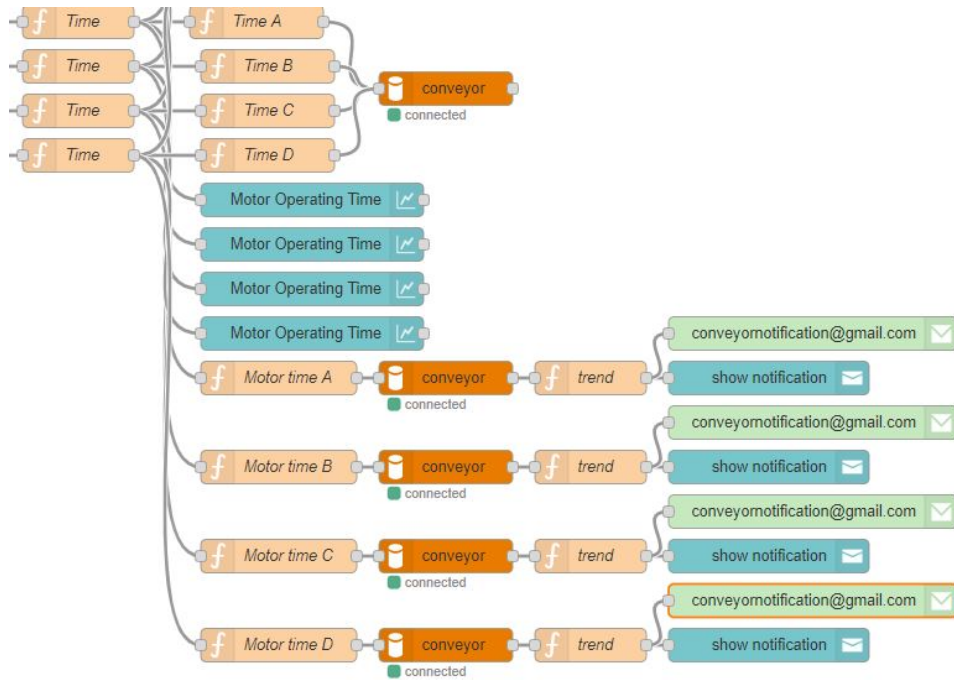 Time
Time A
Time
Time B
conveyor
connected
Time
Time C
Time
Time D
Motor Operating Time
Motor Operating Time
Motor Operating Time
Motor Operating Time
conveyornotification@gmail.com
Motor time A
conveyor
trend
show notification
connected
conveyornotification@gmail.com
Motor time B
conveyor
trend
show notification
connected
conveyornotification@gmail.com
Motor time C
conveyor
trend
show notification
connected
conveyornotification@gmail.com
Motor time D
conveyor
trend
show notification
connected